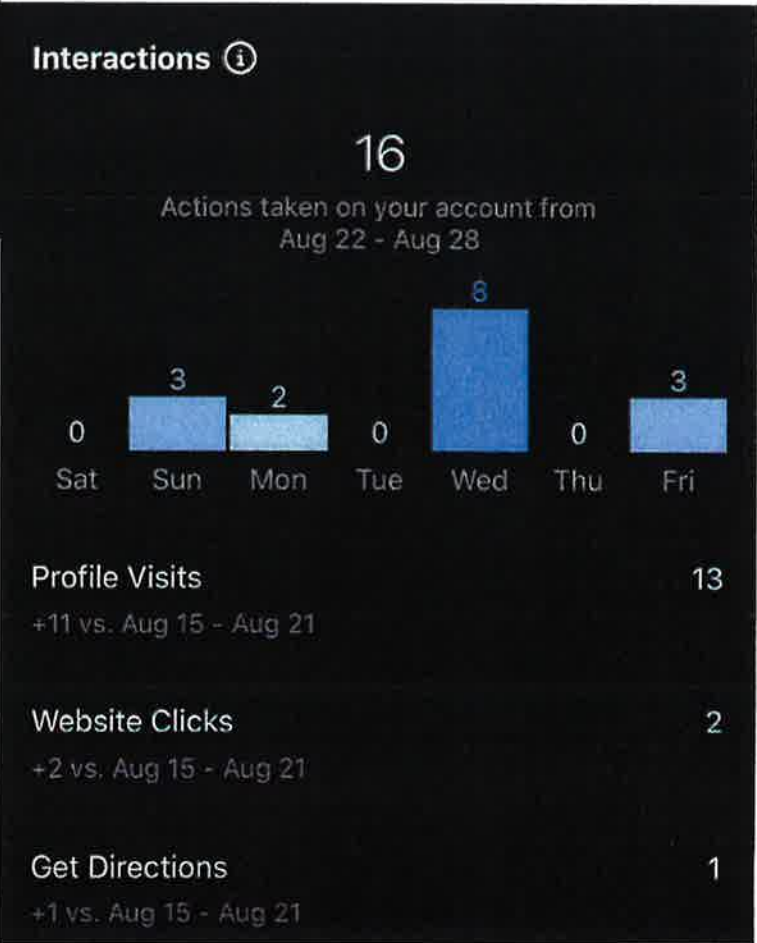 Interactions
16
Actions taken on your account from
Aug 22 - Aug 28
8
3
2
0
0
0
3
Sat Sun Mon Tue Wed Thu Fri
Profile Visits 13
+11 vs. Aug 15 - Aug 21
Website Clicks 2
+2 vs. Aug 15 - Aug 21
Get Directions 1
+1 vs. Aug 15 - Aug 21